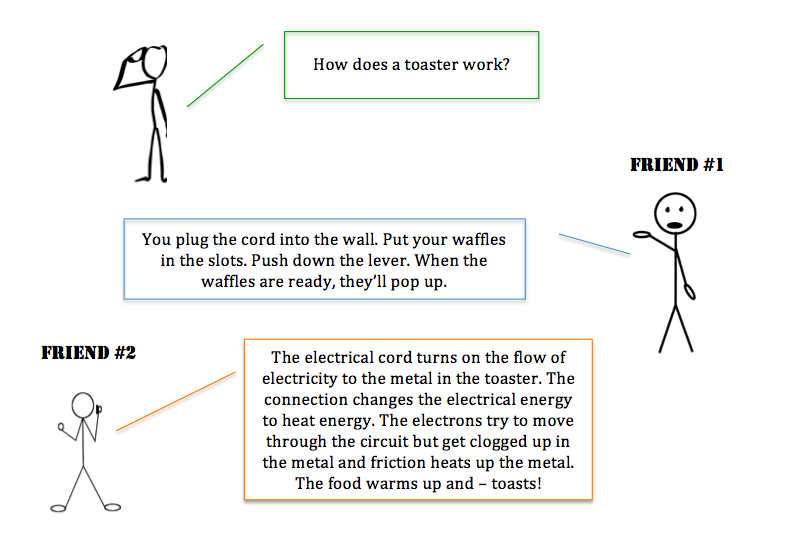 How does a toaster work?
FRIEND #1
You plug the cord into the wall. Put your waffles
in the slots. Push down the lever. When the
waffles are ready, they'll pop up.
FRIEND #2
The electrical cord turns on the flow of
electricity to the metal in the toaster. The
connection changes the electrical energy
to heat energy. The electrons try to move
through the circuit but get clogged up in
the metal and friction heats up the metal.
The food warms up and – toasts!